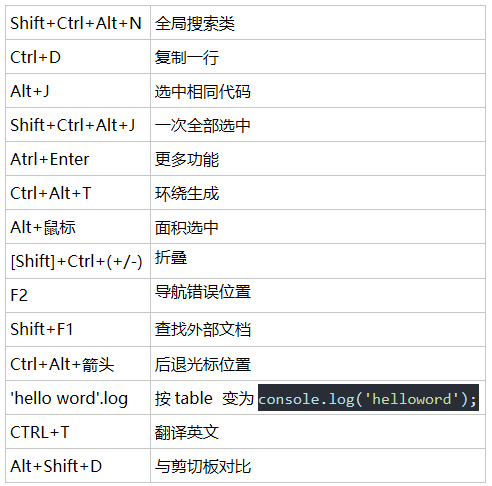 Shift+Ctrl+Alt+N 全局搜索类
Ctrl+D 复制一行
Alt+J 选中相同代码
Shift+Ctrl+Alt+J 一次全部选中
Atrl+Enter 更多功能
Ctrl+Alt+T 环绕生成
Alt+鼠标 面积选中
[Shift]+Ctrl+(+/-) 折叠
F2 导航错误位置
Shift+F1 查找外部文档
Ctrl+Alt+箭头 后退光标位置
'hello word'.log 按 table 变为 console.log('helloword');
CTRL+T 翻译英文
Alt+Shift+D 与剪切板对比